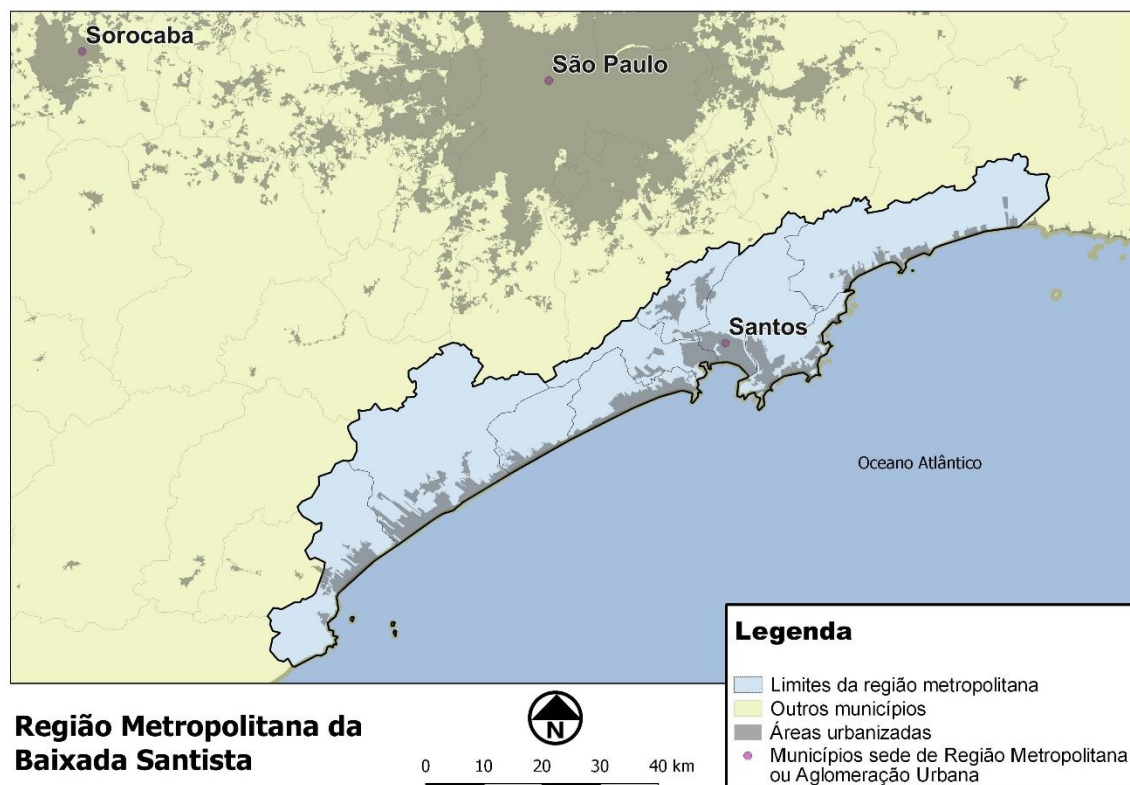 Sorocaba
São Paulo
Santos
Oceano Atlântico
Legenda
Limites da região metropolitana
Outros municípios
Áreas urbanizadas
Municípios sede de Região Metropolitana
ou Aglomeração Urbana
Região Metropolitana da
Baixada Santista
N
0 10 20 30 40 km